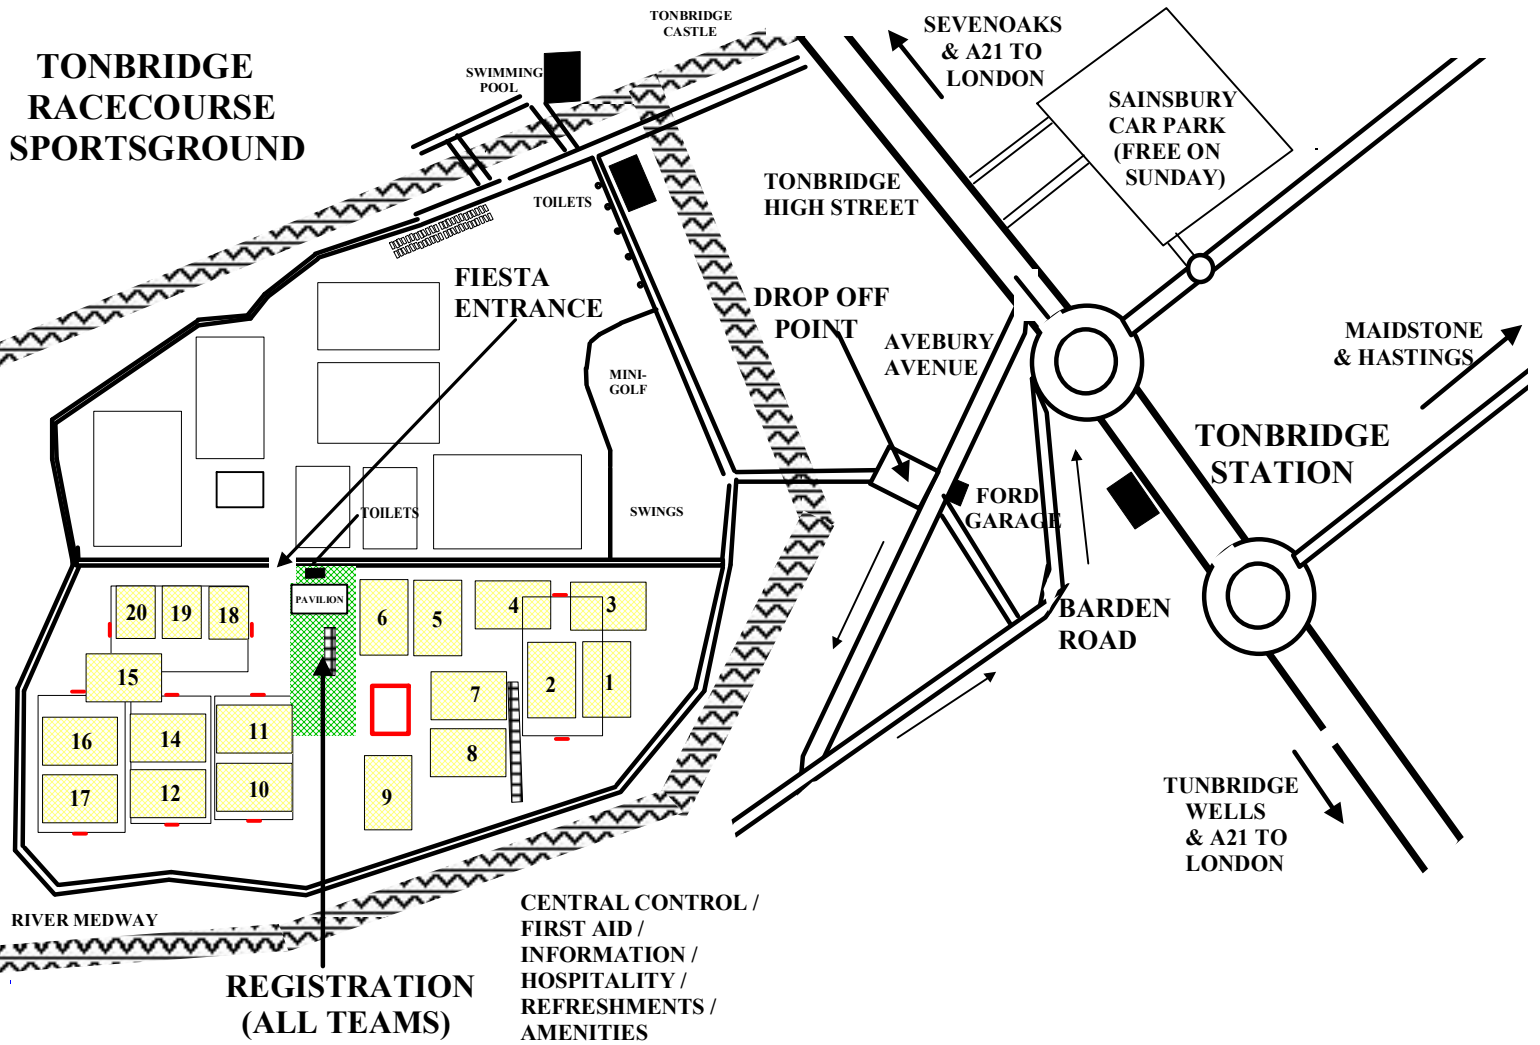 TONBRIDGE
RACECOURSE
SPORTSGROUND
TONBRIDGE
CASTLE
SWIMMING
POOL
SEVENOAKS
& A21 TO
LONDON
SAINSBURY
CAR PARK
(FREE ON
SUNDAY)
TOILETS
TONBRIDGE
HIGH STREET
FIESTA
ENTRANCE
DROP OFF
POINT
AVEBURY
AVENUE
MAIDSTONE
& HASTINGS
MINI-
GOLF
TONBRIDGE
STATION
TOILETS
SWINGS
FORD
GARAGE
BARDEN
ROAD
PAVILION
20
19
18
6
5
4
3
15
7
2
1
16
14
11
8
17
12
10
9
TUNBRIDGE
WELLS
& A21 TO
LONDON
RIVER MEDWAY
REGISTRATION
(ALL TEAMS)
CENTRAL CONTROL /
FIRST AID /
INFORMATION /
HOSPITALITY /
REFRESHMENTS /
AMENITIES